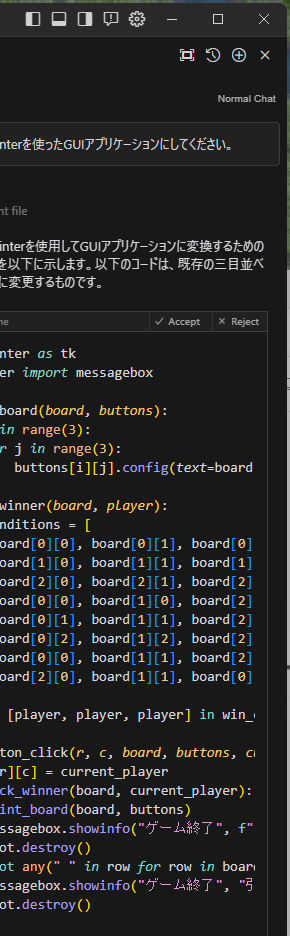 Normal Chat
nterを使ったGUIアプリケーションにしてください。
nt file
interを使用してGUIアプリケーションに変換するための
を以下に示します。以下のコードは、既存の三目並べ
に変更するものです。
me
Accept
Reject
nter as tk
er import messagebox
board(board, buttons):
in range(3):
r j in range(3):
buttons[i][j].config(text=board
winner(board, player):
nditions = [
oard[0][0], board[0][1], board[0]
oard[1][0], board[1][1], board[1]
oard[2][0], board[2][1], board[2]
oard[0][0], board[1][0], board[2]
oard[0][1], board[1][1], board[2]
oard[0][2], board[1][2], board[2]
oard[0][0], board[1][1], board[2]
oard[2][0], board[1][1], board[0]
[player, player, player] in win_c
ton_click(r, c, board, buttons, cu
r][c] = current_player
ck_winner(board, current_player):
int_board(board, buttons)
ssagebox.showinfo("ゲーム終了", f"
ot.destroy()
ot any(" " in row for row in boar
ssagebox.showinfo("ゲーム終了", "引
ot.destroy()